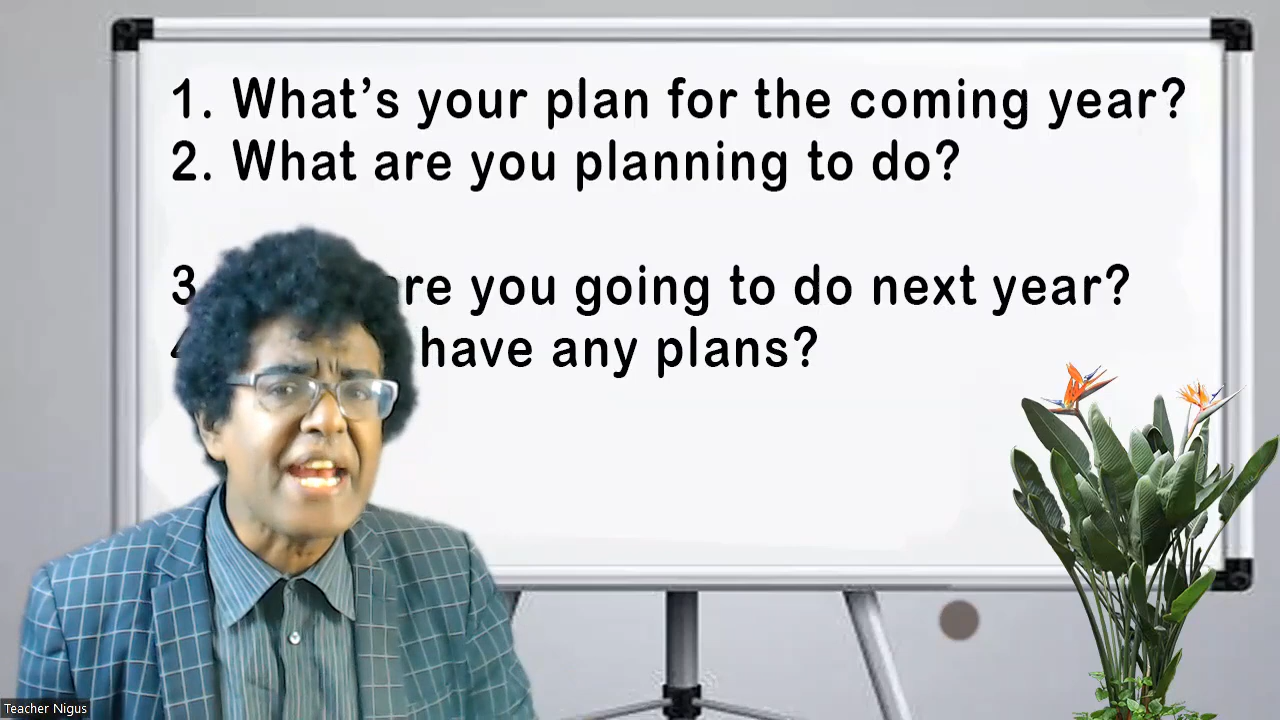 1. What’s your plan for the coming year?
2. What are you planning to do?
3 you going to do next year?
have any plans?
Teacher Nigus